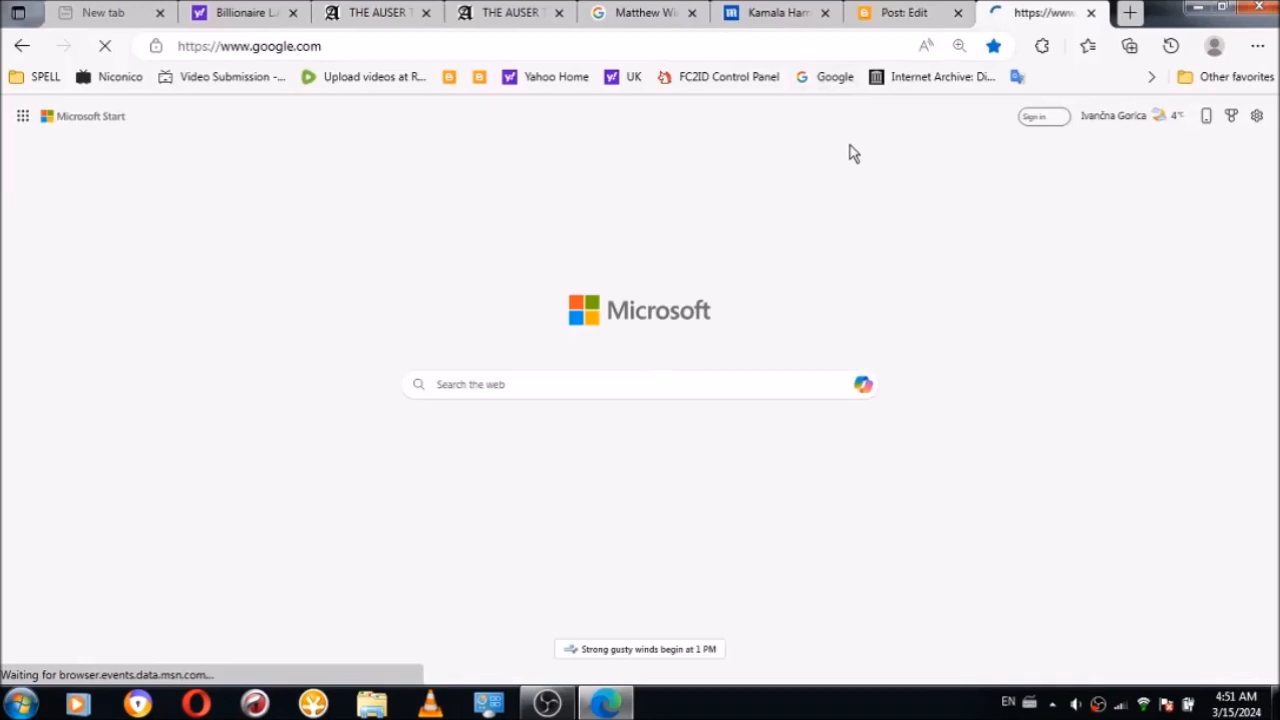 New tab
Billionaire L
THE AUSER T
THE AUSER T
Matthew Wi
Kamala Har
Post: Edit
https://www.
https://www.google.com
SPELL
Niconico
Video Submission -...
Upload videos at R...
Yahoo Home
UK
FC2ID Control Panel
Google
Internet Archive: Di...
Other favorites
Microsoft Start
Sign in
Ivančna Gorica
4℃
Microsoft
Search the web
Strong gusty winds begin at 1 PM
Waiting for browser.events.data.msn.com...
EN
4:51 AM
3/15/2024